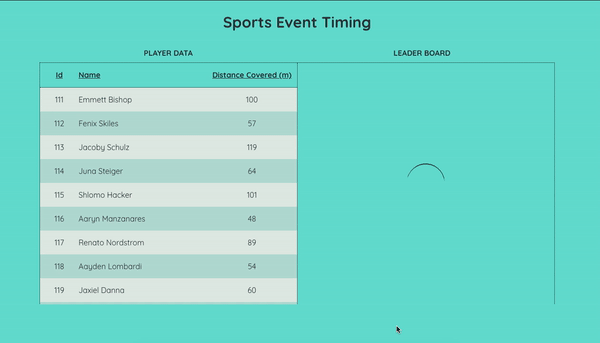 Sports Event Timing
PLAYER DATA LEADER BOARD
Id Name Distance Covered (m)
111 Emmett Bishop 100
112 Fenix Skiles 57
113 Jacoby Schulz 119
114 Juna Steiger 64
115 Shlomo Hacker 101
116 Aaryn Manzanares 48
117 Renato Nordstrom 89
118 Aayden Lombardi 54
119 Jaxiel Danna 60